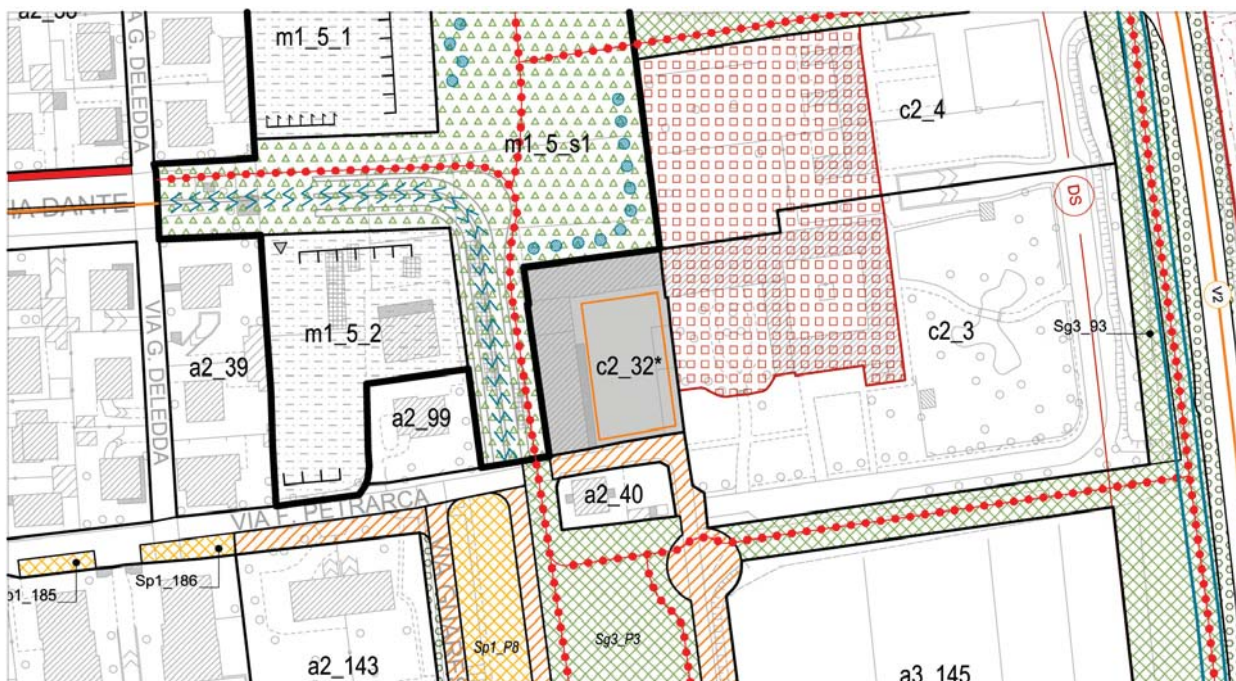 m1_5_1
G. DELEDDA
c2_4
m1_5_s1
DS
DANTE
V2
Sg3_93
c2_3
m1_5_2
VIA G. DELEDDA
a2_39
c2_32*
a2_99
a2_40
VIA F. PETRARCA
Sp1_186
Sp1_P8
Sg3_P3
a2_143
a3_145